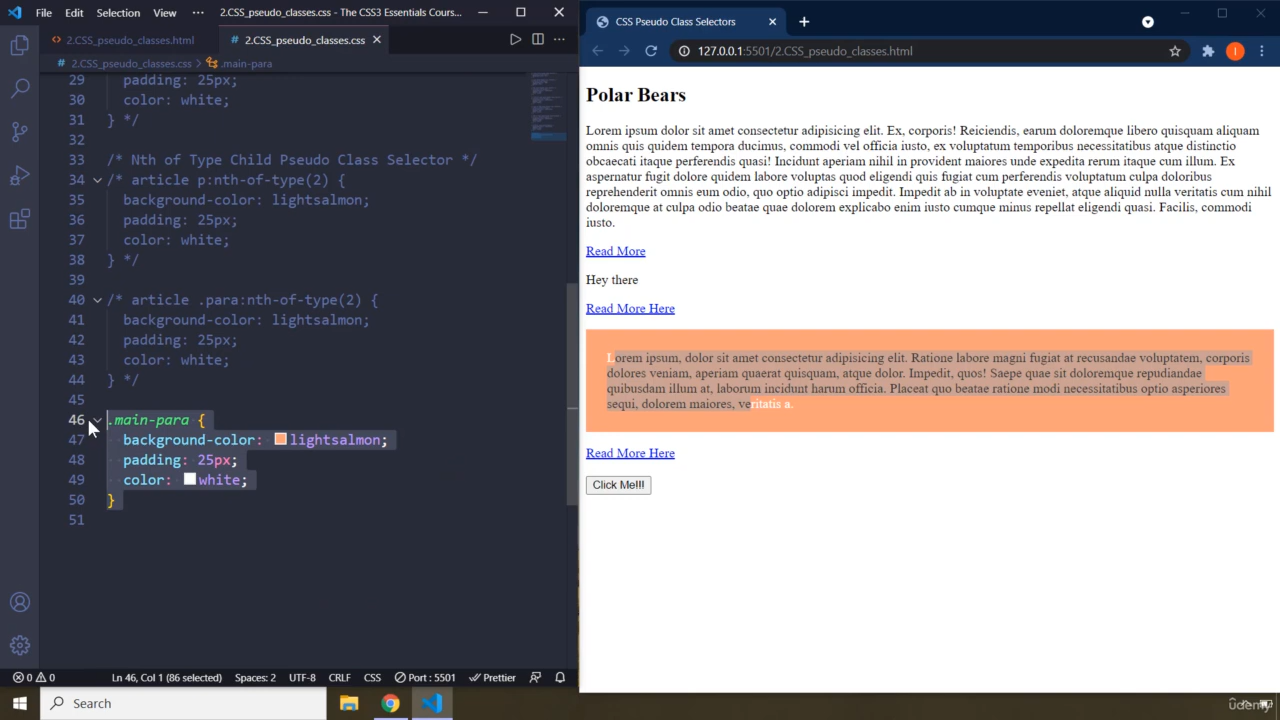 File Edit Selection View ··· 2.CSS_pseudo_classes.css - The CSS3 Essentials Cours...
2.CSS_pseudo_classes.html
2.CSS_pseudo_classes.css
2.CSS_pseudo_classes.css > .main-para
29 padding: 25px;
30 color: white;
31 } */
32
33 /* Nth of Type Child Pseudo Class Selector */
34 /* article p:nth-of-type(2) {
35 background-color: lightsalmon;
36 padding: 25px;
37 color: white;
38 } */
39
40 /* article .para:nth-of-type(2) {
41 background-color: lightsalmon;
42 padding: 25px;
43 color: white;
44 } */
45
46 .main-para {
47 background-color: lightsalmon;
48 padding: 25px;
49 color: white;
50 }
51
0 0 Ln 46, Col 1 (86 selected) Spaces: 2 UTF-8 CRLF CSS Port : 5501 Prettier
Search
CSS Pseudo Class Selectors
127.0.0.1:5501/2.CSS_pseudo_classes.html
I
Polar Bears
Lorem ipsum dolor sit amet consectetur adipisicing elit. Ex, corporis! Reiciendis, earum doloremque libero quisquam aliquam
omnis quis quidem tempora ducimus, commodi vel officia iusto, ex voluptatum temporibus necessitatibus atque distinctio
obcaecati itaque perferendis quasi! Incidunt aperiam nihil in provident maiores unde expedita rerum itaque cum illum. Ex
aspernatur fugit dolore quidem labore voluptas quod eligendi quis fugiat cum perferendis voluptatum culpa doloribus
reprehenderit omnis eum odio, quo optio adipisci impedit. Impedit ab in voluptate eveniet, atque aliquid nulla veritatis cum nihil
doloremque at culpa odio beatae quae dolorem explicabo enim iusto cumque minus repellat eligendi quasi. Facilis, commodi
iusto.
Read More
Hey there
Read More Here
Lorem ipsum, dolor sit amet consectetur adipisicing elit. Ratione labore magni fugiat at recusandae voluptatem, corporis
dolores veniam, aperiam quaerat quisquam, atque dolor. Impedit, quos! Saepe quae sit doloremque repudiandae
quibusdam illum at, laborum incidunt harum officia. Placeat quo beatae ratione modi necessitatibus optio asperiores
sequi, dolorem maiores, veritatis a.
Read More Here
Click Me!!!
udemy